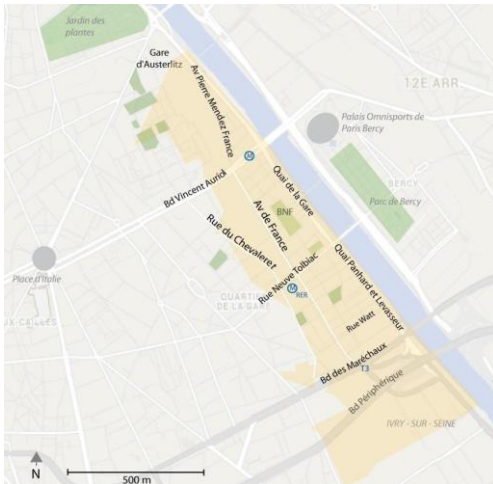 Jardin des
plantes
Gare
d'Austerlitz
Av Pierre Mendez France
12E ARR.
Palais Omnisports de
Paris Bercy
M
Bd Vincent Auriol
Quai de la Gare
BERCY
Parc de Bercy
BNF
Av de France
Rue du Chevaleret
Place d'Italie
Rue Neuve Tolbiac
Quai Panhard et Levasseur
QUARTIER
DE LA GARE
M
RER
UX-CAILLES
Rue Watt
Bd des Maréchaux
T3
Bd Périphérique
IVRY - SUR - SEINE
N
500 m